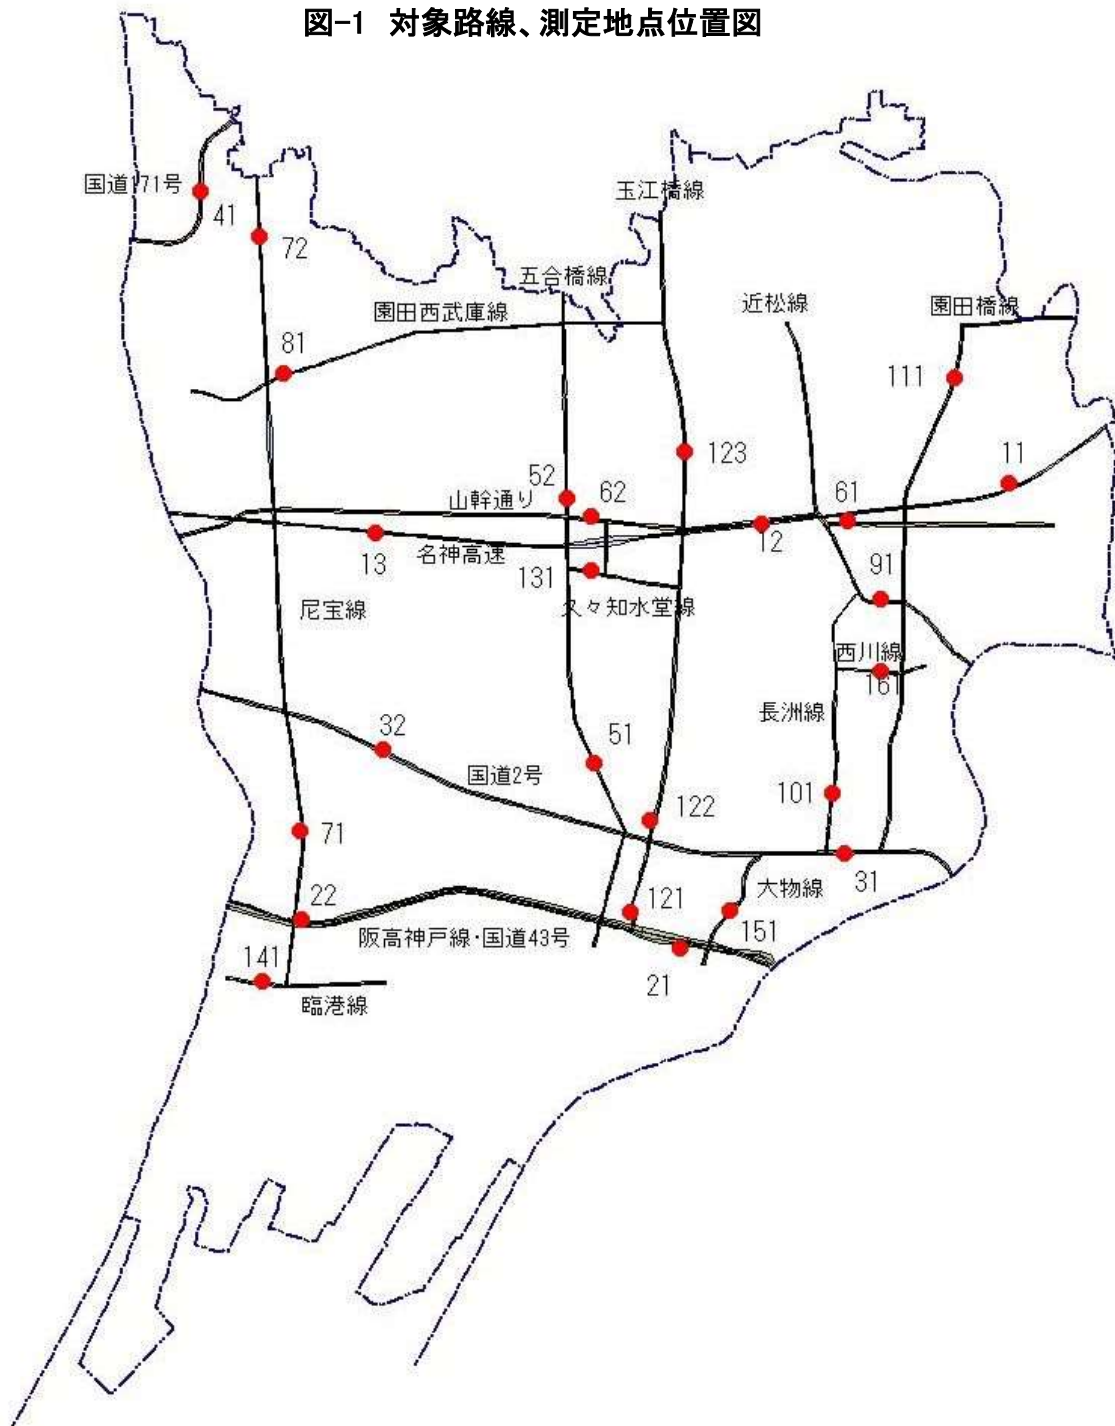 図-1 対象路線、測定地点位置図
国道171号
41
72
玉江橋線
五合橋線
園田西武庫線
近松線
園田橋線
81
111
123
11
52
62
山幹通り
61
12
13
名神高速
131
91
久々知水堂線
尼宝線
西川線
161
長洲線
32
51
国道2号
101
122
71
31
大物線
22
121
151
阪高神戸線・国道43号
21
141
臨港線